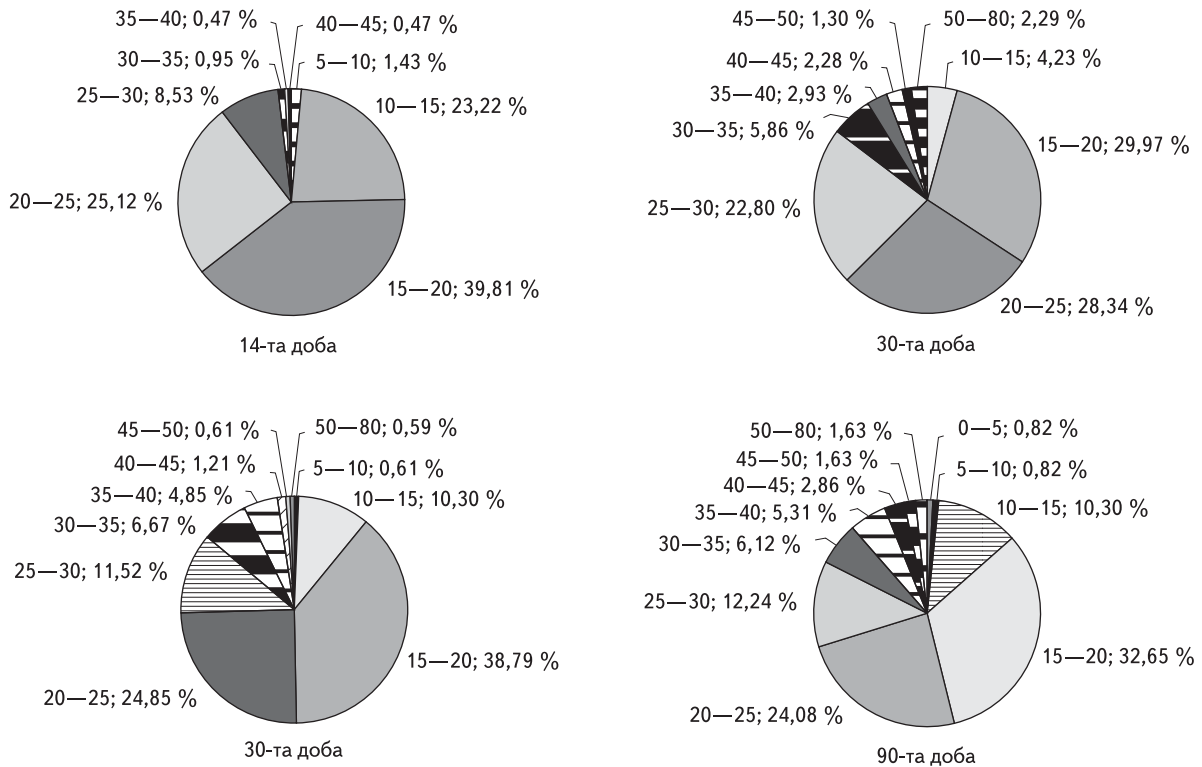 35—40; 0,47 %
40—45; 0,47 %
30—35; 0,95 %
5—10; 1,43 %
25—30; 8,53 %
10—15; 23,22 %
20—25; 25,12 %
15—20; 39,81 %
14-та доба
45—50; 1,30 %
50—80; 2,29 %
40—45; 2,28 %
10—15; 4,23 %
35—40; 2,93 %
30—35; 5,86 %
15—20; 29,97 %
25—30; 22,80 %
20—25; 28,34 %
30-та доба
45—50; 0,61 %
50—80; 0,59 %
40—45; 1,21 %
5—10; 0,61 %
35—40; 4,85 %
10—15; 10,30 %
30—35; 6,67 %
25—30; 11,52 %
15—20; 38,79 %
20—25; 24,85 %
30-та доба
50—80; 1,63 %
0—5; 0,82 %
45—50; 1,63 %
5—10; 0,82 %
40—45; 2,86 %
10—15; 10,30 %
35—40; 5,31 %
30—35; 6,12 %
25—30; 12,24 %
15—20; 32,65 %
20—25; 24,08 %
90-та доба